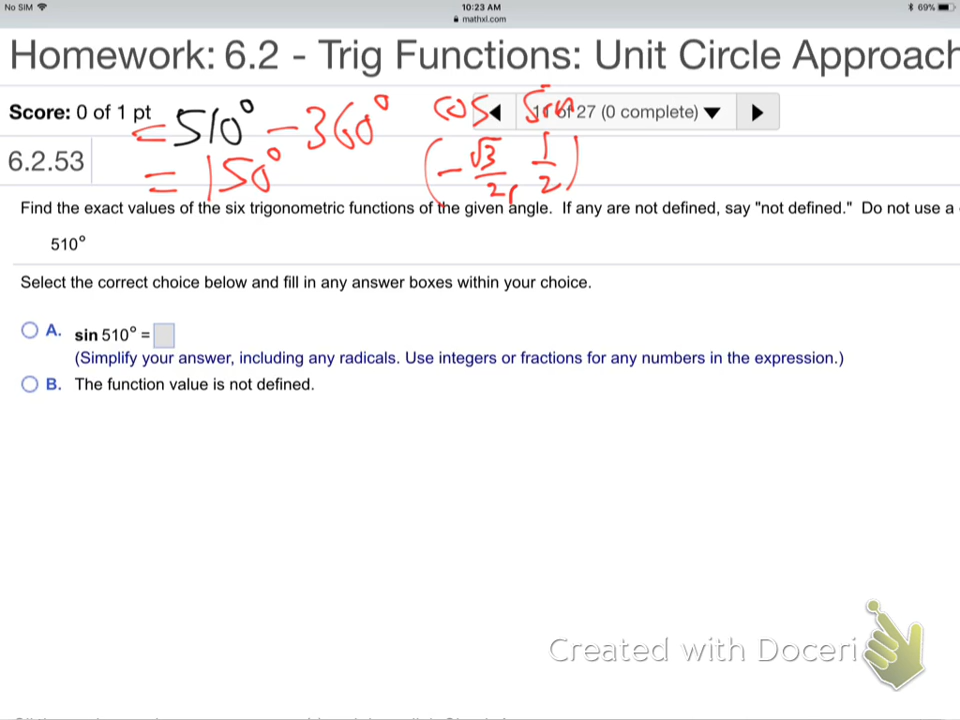 No SIM 10:23 AM 69%
mathxl.com
Homework: 6.2 - Trig Functions: Unit Circle Approach
Score: 0 of 1 pt of 27 (0 complete)
= 510° - 360° cos sin
= 150° (-√3/2, 1/2)
6.2.53
Find the exact values of the six trigonometric functions of the given angle. If any are not defined, say "not defined." Do not use a
510°
Select the correct choice below and fill in any answer boxes within your choice.
A. sin 510° =
(Simplify your answer, including any radicals. Use integers or fractions for any numbers in the expression.)
B. The function value is not defined.
Created with Doceri